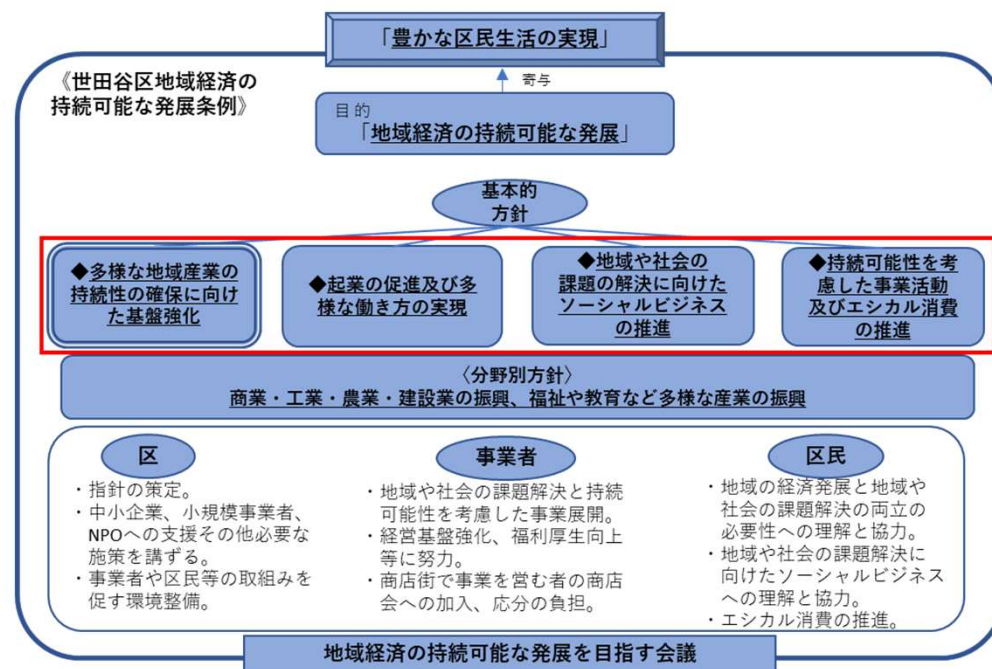 「豊かな区民生活の実現」
寄与
《世田谷区地域経済の
持続可能な発展条例》
目的
「地域経済の持続可能な発展」
基本的
方針
◆多様な地域産業の
持続性の確保に向け
た基盤強化
◆起業の促進及び多
様な働き方の実現
◆地域や社会の
課題の解決に向けた
ソーシャルビジネス
の推進
◆持続可能性を考
慮した事業活動
及びエシカル消費
の推進
〈分野別方針〉
商業・工業・農業・建設業の振興、福祉や教育など多様な産業の振興
区
・指針の策定。
・中小企業、小規模事業者、
NPOへの支援その他必要な
施策を講ずる。
・事業者や区民等の取組みを
促す環境整備。
事業者
・地域や社会の課題解決と持続
可能性を考慮した事業展開。
・経営基盤強化、福利厚生向上
等に努力。
・商店街で事業を営む者の商店
会への加入、応分の負担。
区民
・地域の経済発展と地域や
社会の課題解決の両立の
必要性への理解と協力。
・地域や社会の課題解決に
向けたソーシャルビジネス
への理解と協力。
・エシカル消費の推進。
地域経済の持続可能な発展を目指す会議